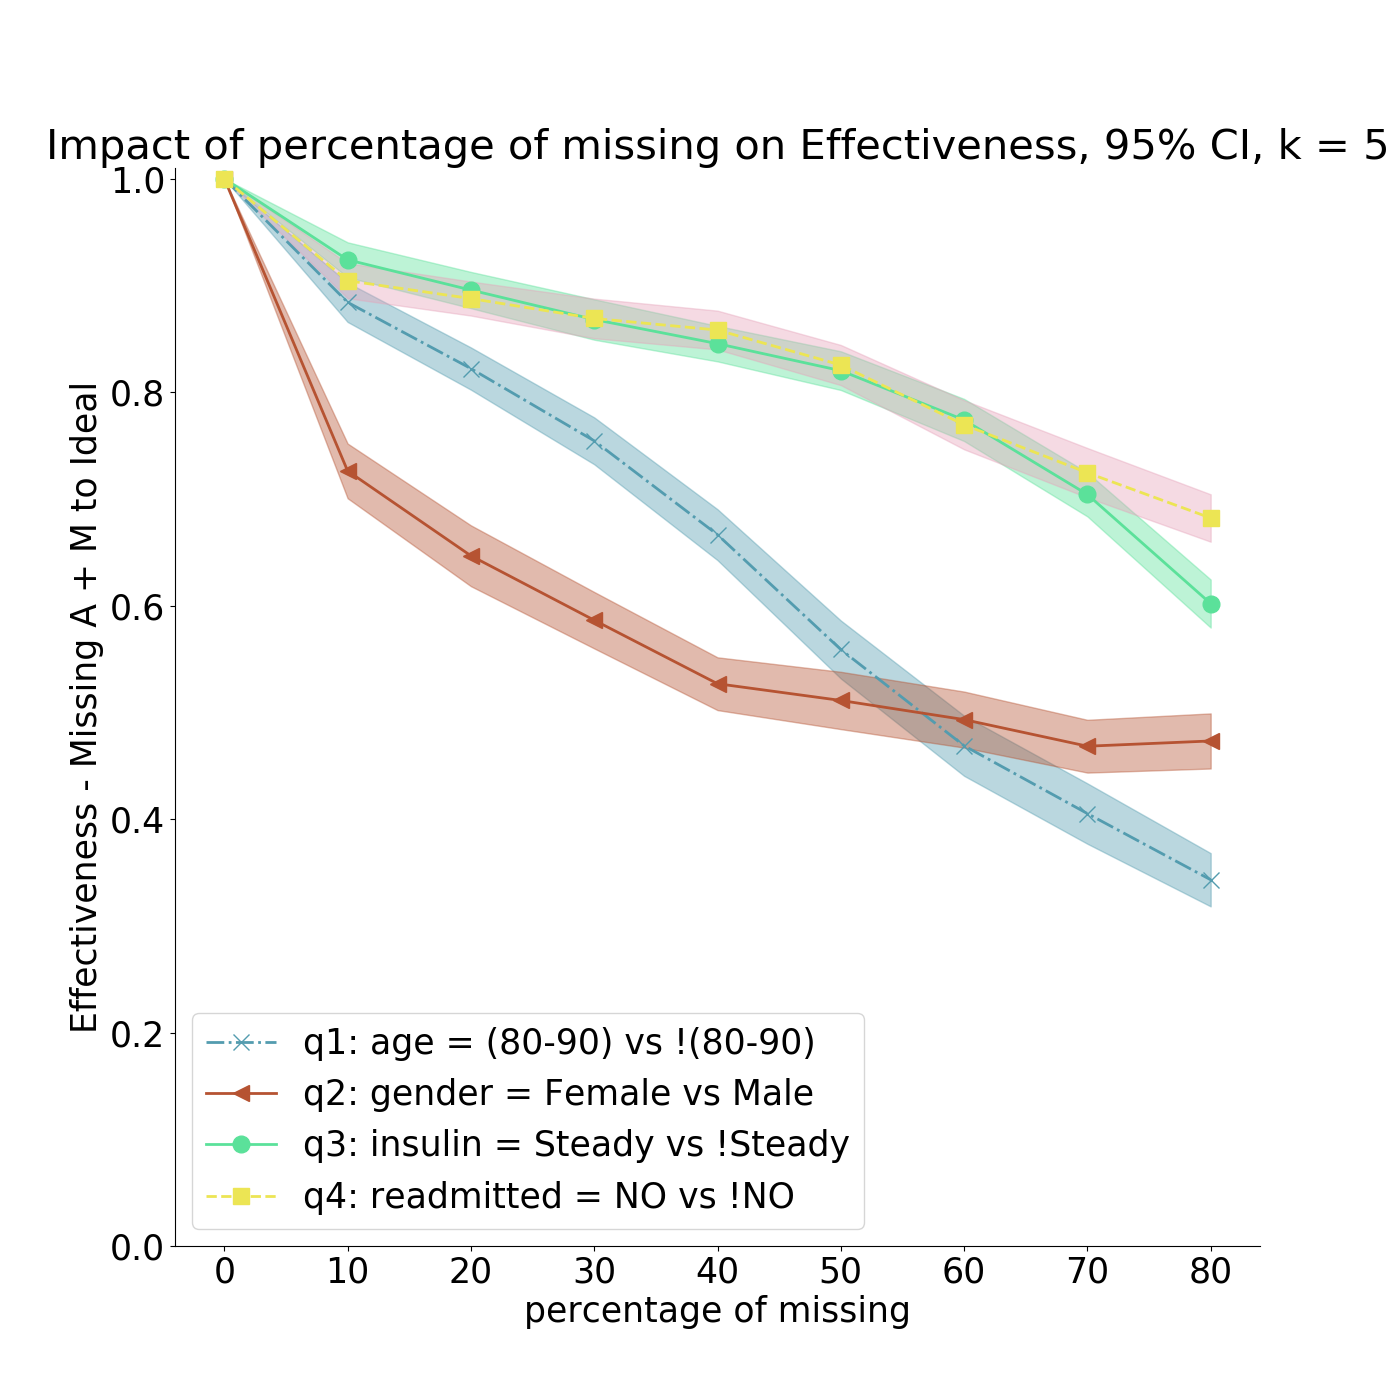 Impact of percentage of missing on Effectiveness, 95% CI, k = 5
Effectiveness - Missing A + M to Ideal
1.0
0.8
0.6
0.4
0.2
0.0
q1: age = (80-90) vs !(80-90)
q2: gender = Female vs Male
q3: insulin = Steady vs !Steady
q4: readmitted = NO vs !NO
0 10 20 30 40 50 60 70 80
percentage of missing